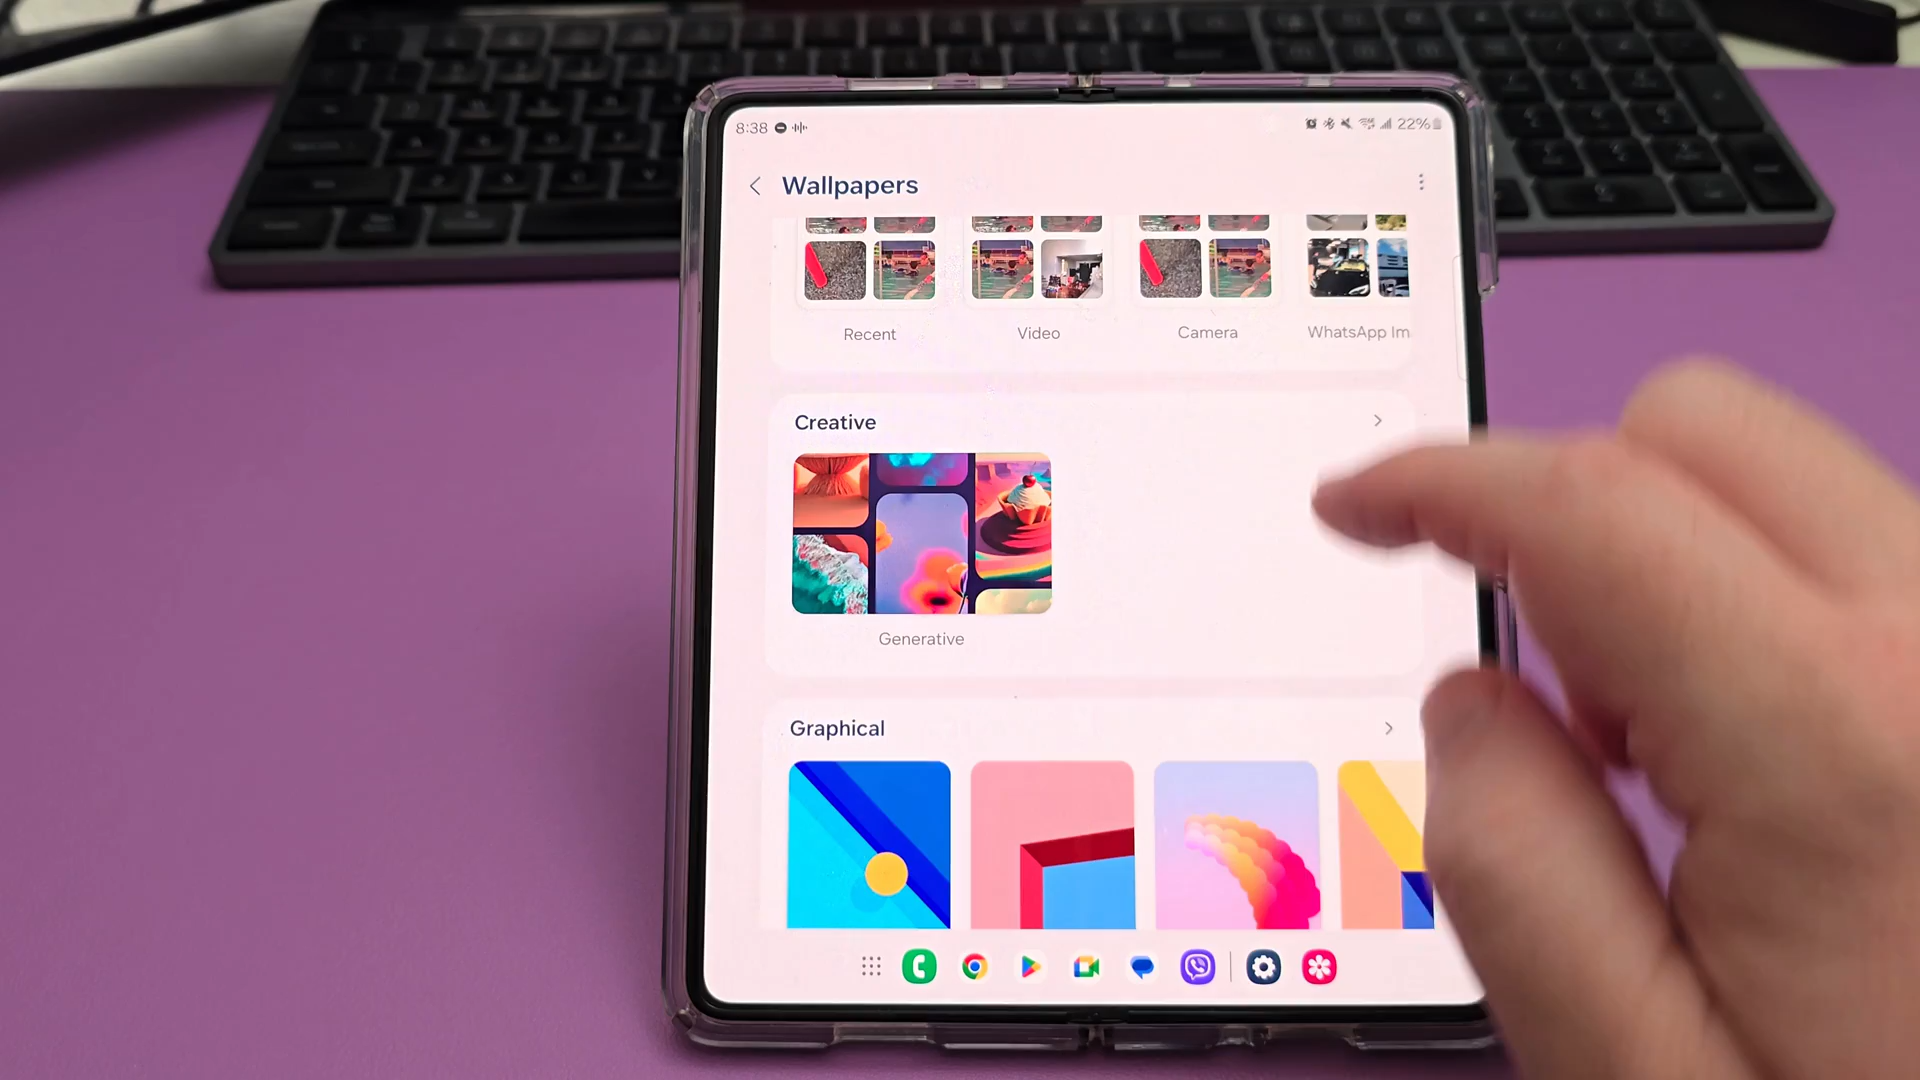 8:38
22%
Wallpapers
Recent
Video
Camera
WhatsApp Im
Creative
Generative
Graphical